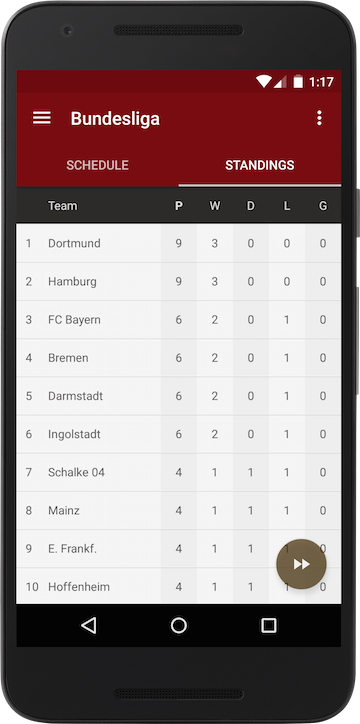 1:17
Bundesliga
SCHEDULE STANDINGS
Team P W D L G
1 Dortmund 9 3 0 0 0
2 Hamburg 9 3 0 0 0
3 FC Bayern 6 2 0 1 0
4 Bremen 6 2 0 1 0
5 Darmstadt 6 2 0 1 0
6 Ingolstadt 6 2 0 1 0
7 Schalke 04 4 1 1 1 0
8 Mainz 4 1 1 1 0
9 E. Frankf. 4 1 1 1 0
10 Hoffenheim 4 1 1 1 0